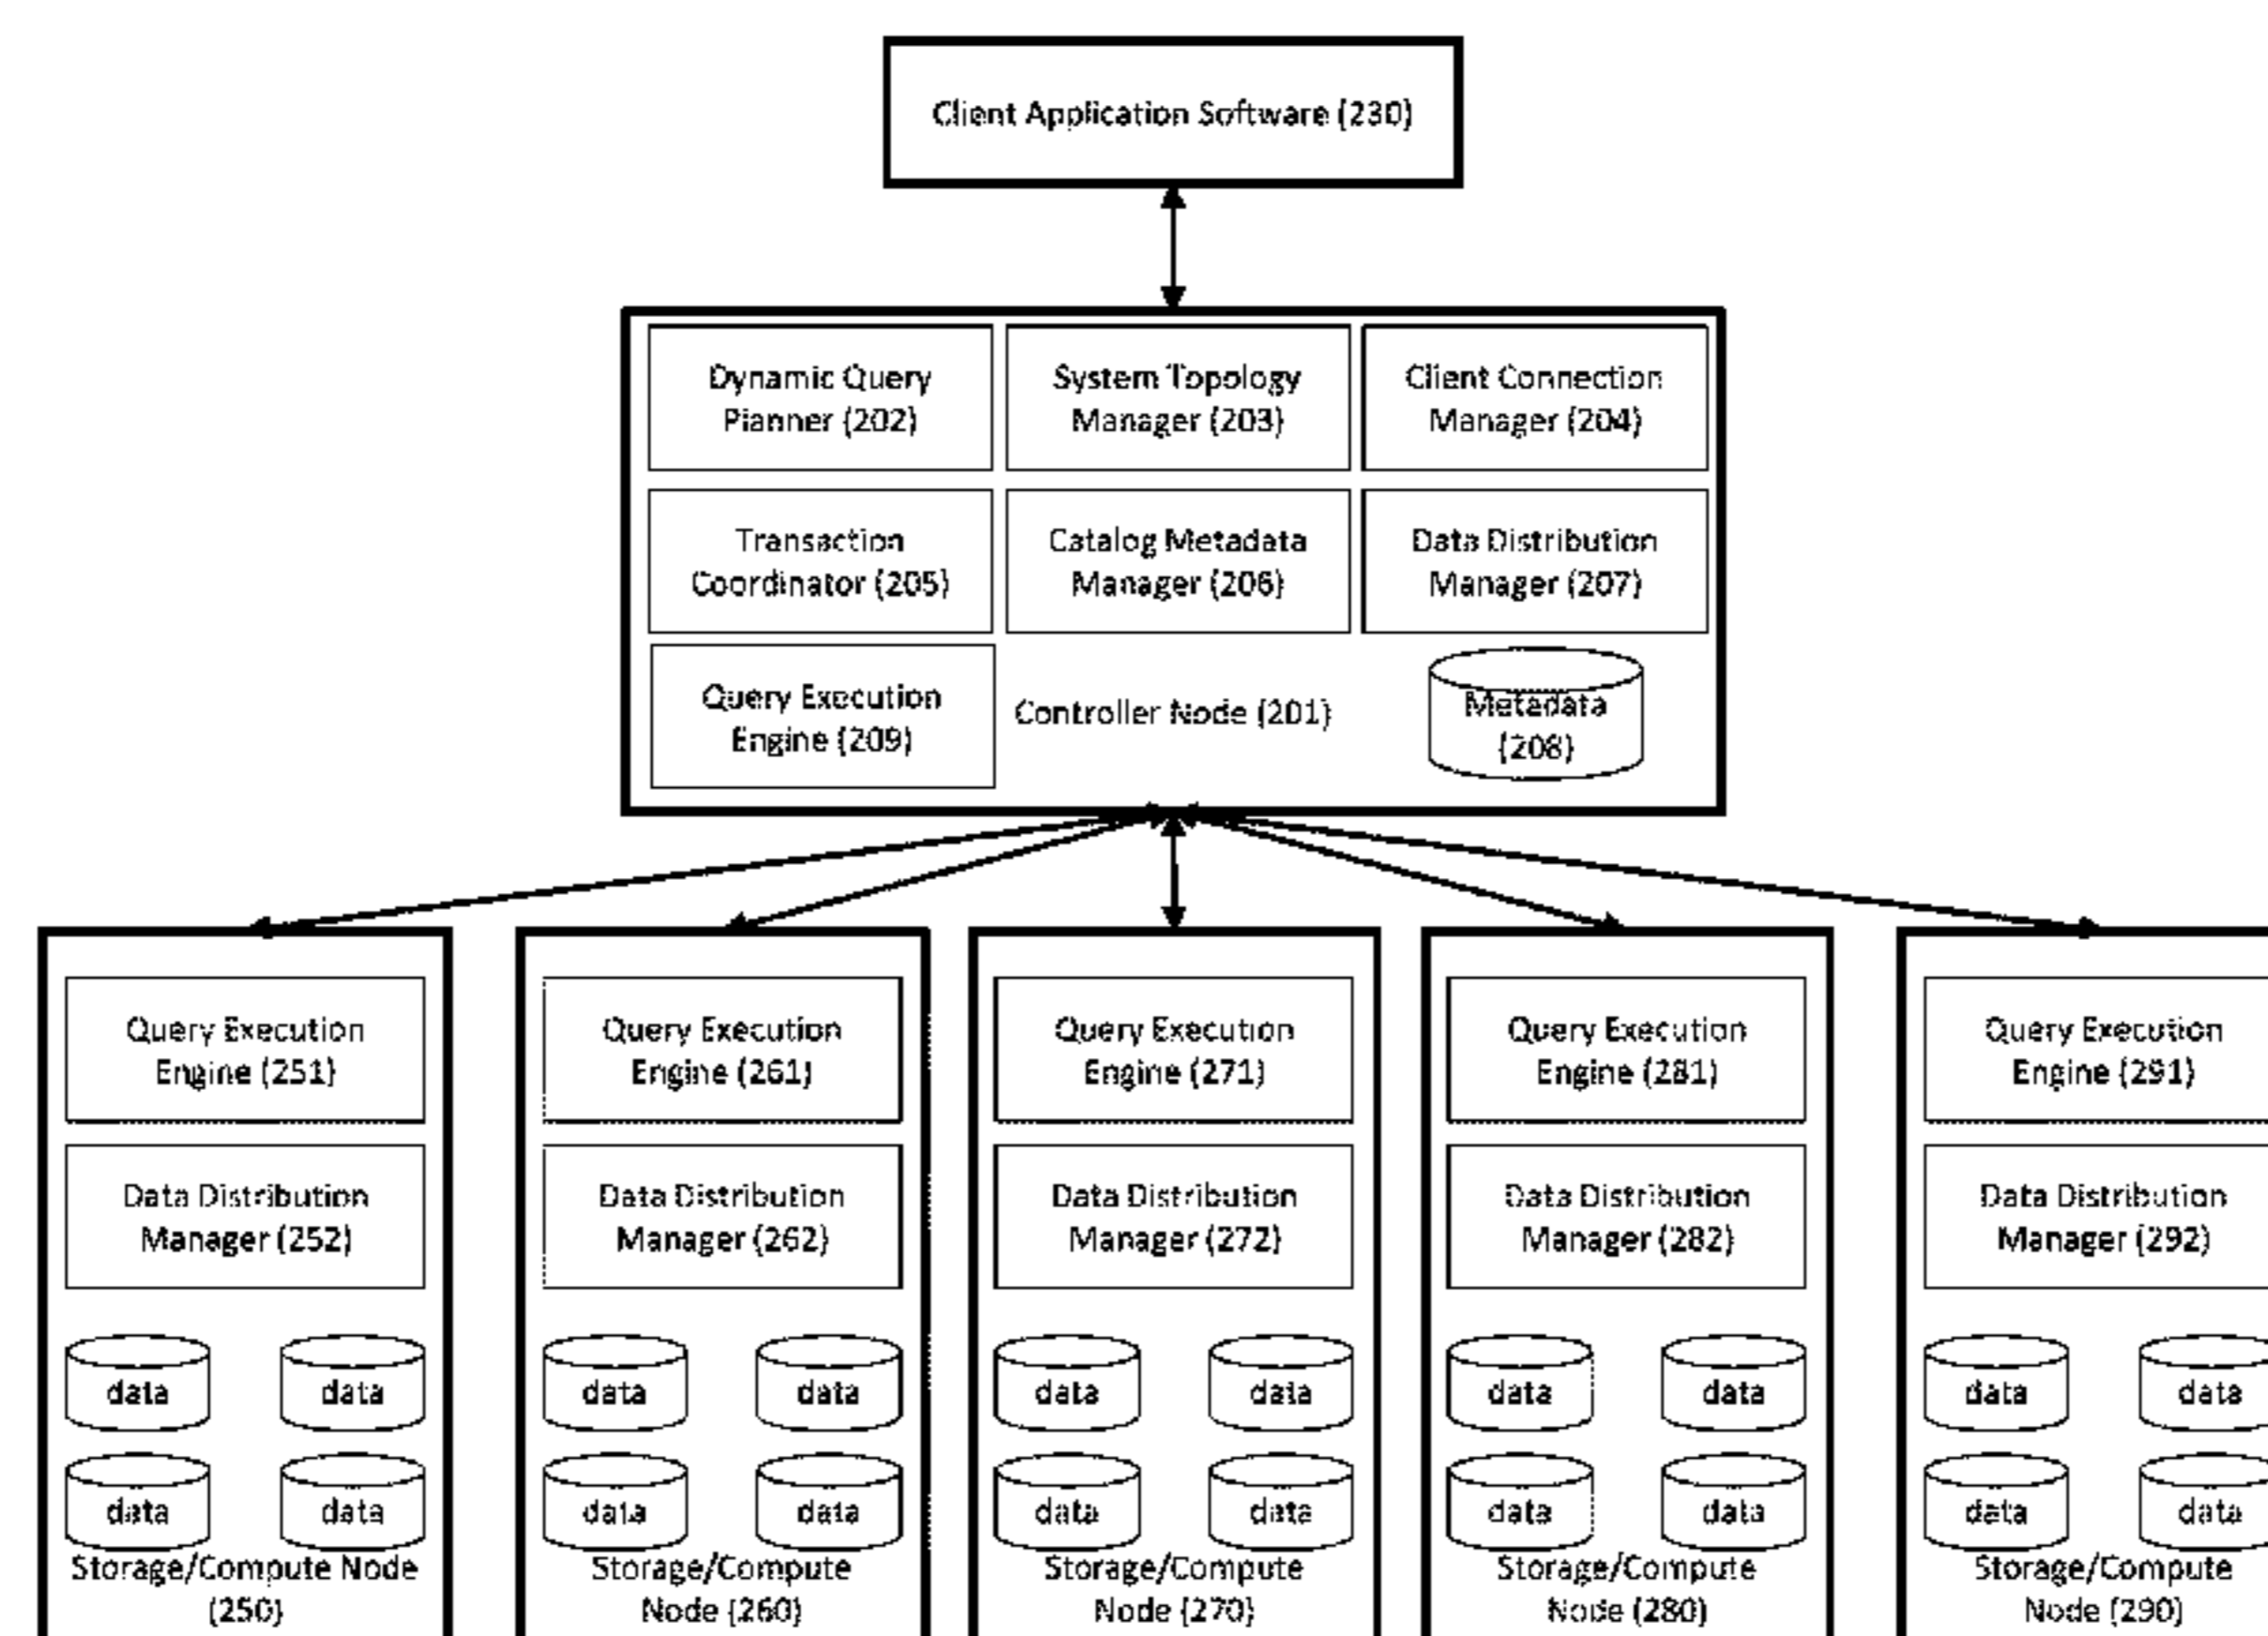 Client Application Software (230)
Dynamic Query
Planner (202)
System Topology
Manager (203)
Client Connection
Manager (204)
Transaction
Coordinator (205)
Catalog Metadata
Manager (206)
Data Distribution
Manager (207)
Query Execution
Engine (209)
Controller Node (201)
Metadata
(208)
Query Execution
Engine (251)
Data Distribution
Manager (252)
data
data
data
data
Storage/Compute Node
(250)
Query Execution
Engine (261)
Data Distribution
Manager (262)
data
data
data
data
Storage/Compute
Node (260)
Query Execution
Engine (271)
Data Distribution
Manager (272)
data
data
data
data
Storage/Compute
Node (270)
Query Execution
Engine (281)
Data Distribution
Manager (282)
data
data
data
data
Storage/Compute
Node (280)
Query Execution
Engine (291)
Data Distribution
Manager (292)
data
data
data
data
Storage/Compute
Node (290)